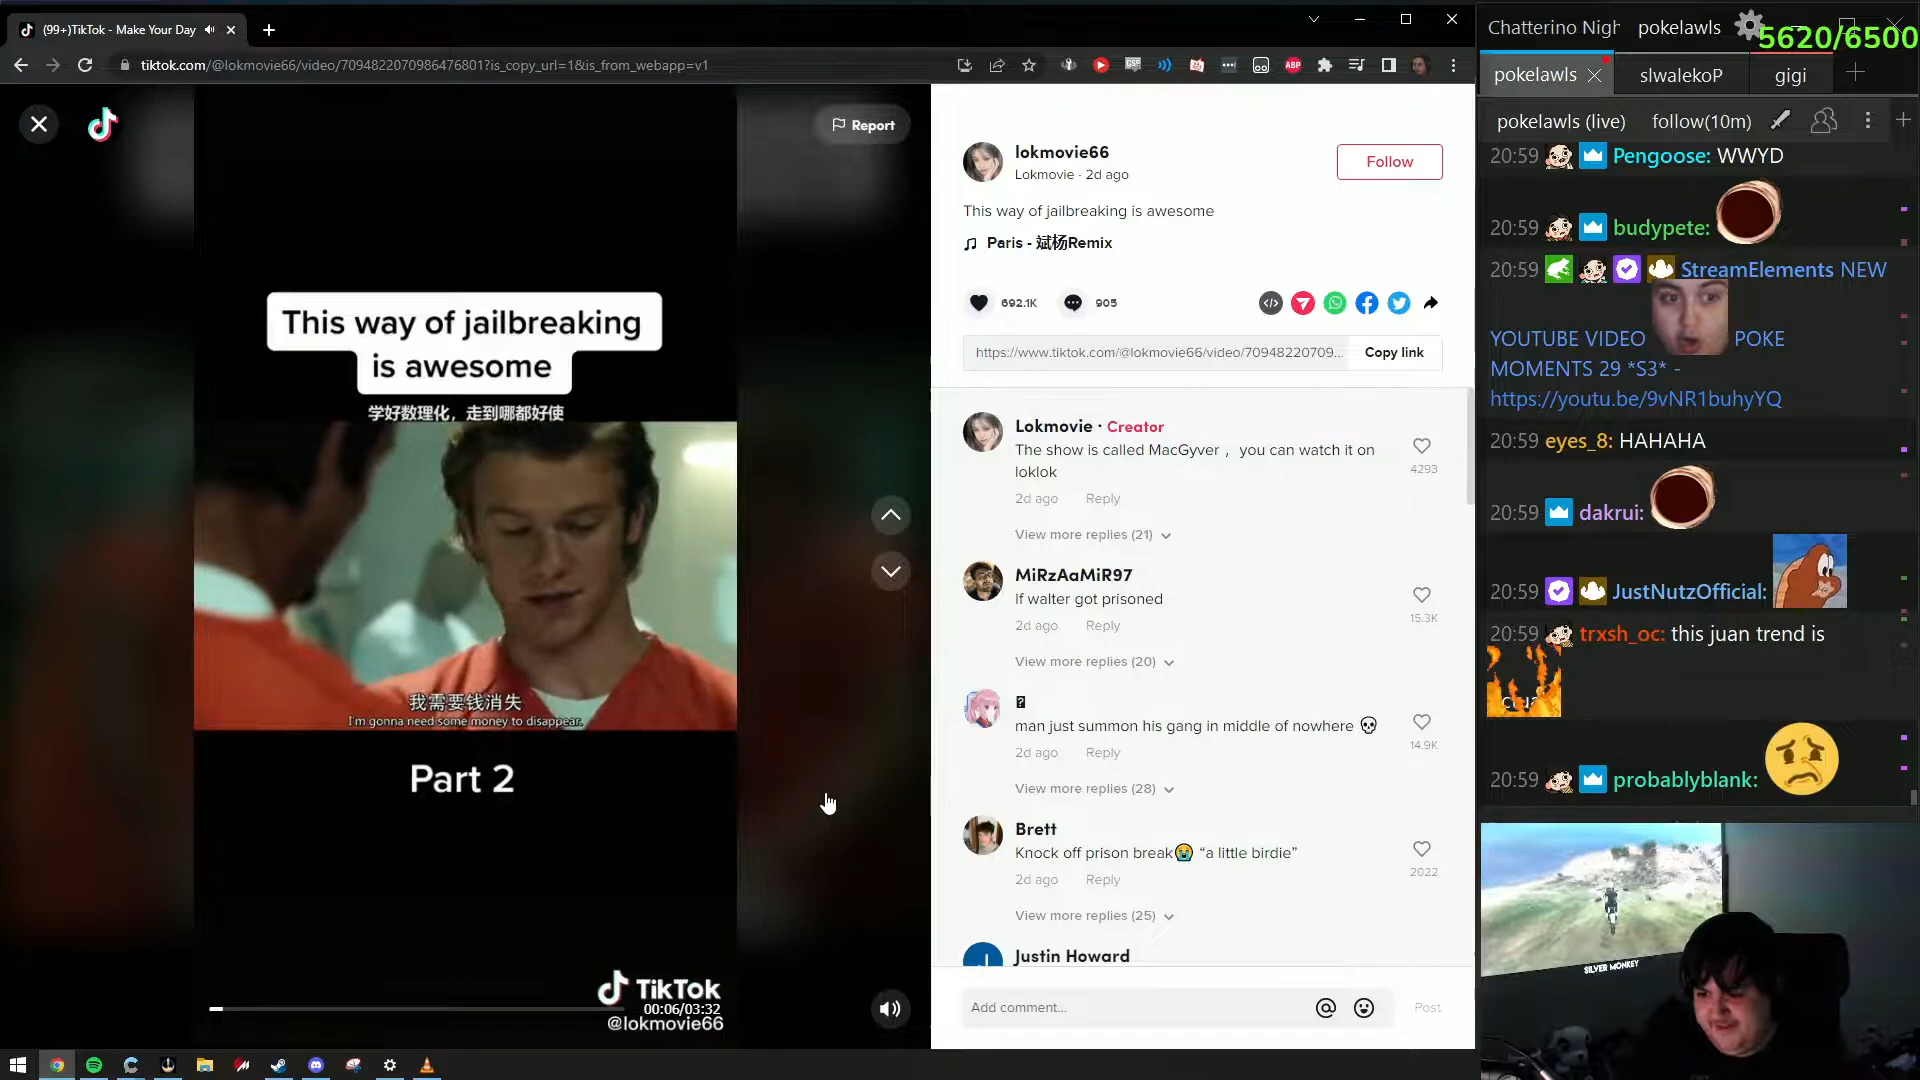 (99+)TikTok - Make Your Day
tiktok.com/@lokmovie66/video/7094822070986476801?is_copy_url=1&is_from_webapp=v1
Report
This way of jailbreaking
is awesome
学好数理化，走到哪都好使
我需要钱消失
I'm gonna need some money to disappear.
Part 2
TikTok
00:06/03:32
@lokmovie66
lokmovie66
Lokmovie · 2d ago
Follow
This way of jailbreaking is awesome
Paris - 斌杨Remix
692.1K
905
https://www.tiktok.com/@lokmovie66/video/70948220709...
Copy link
Lokmovie · Creator
The show is called MacGyver ，you can watch it on
loklok
4293
2d ago Reply
View more replies (21)
MiRzAaMiR97
If walter got prisoned
15.3K
2d ago Reply
View more replies (20)
man just summon his gang in middle of nowhere 💀
14.9K
2d ago Reply
View more replies (28)
Brett
Knock off prison break😭 “a little birdie”
2022
2d ago Reply
View more replies (25)
Justin Howard
J
Add comment...
Post
Chatterino Nigh
pokelawls
5620/6500
pokelawls
slwalekoP
gigi
pokelawls (live)
follow(10m)
20:59 Pengoose: WWYD
20:59 budypete:
20:59 StreamElements NEW
YOUTUBE VIDEO POKE
MOMENTS 29 *S3* -
https://youtu.be/9vNR1buhyYQ
20:59 eyes_8: HAHAHA
20:59 dakrui:
20:59 JustNutzOfficial:
20:59 trxsh_oc: this juan trend is
20:59 probablyblank:
SILVER MONKEY